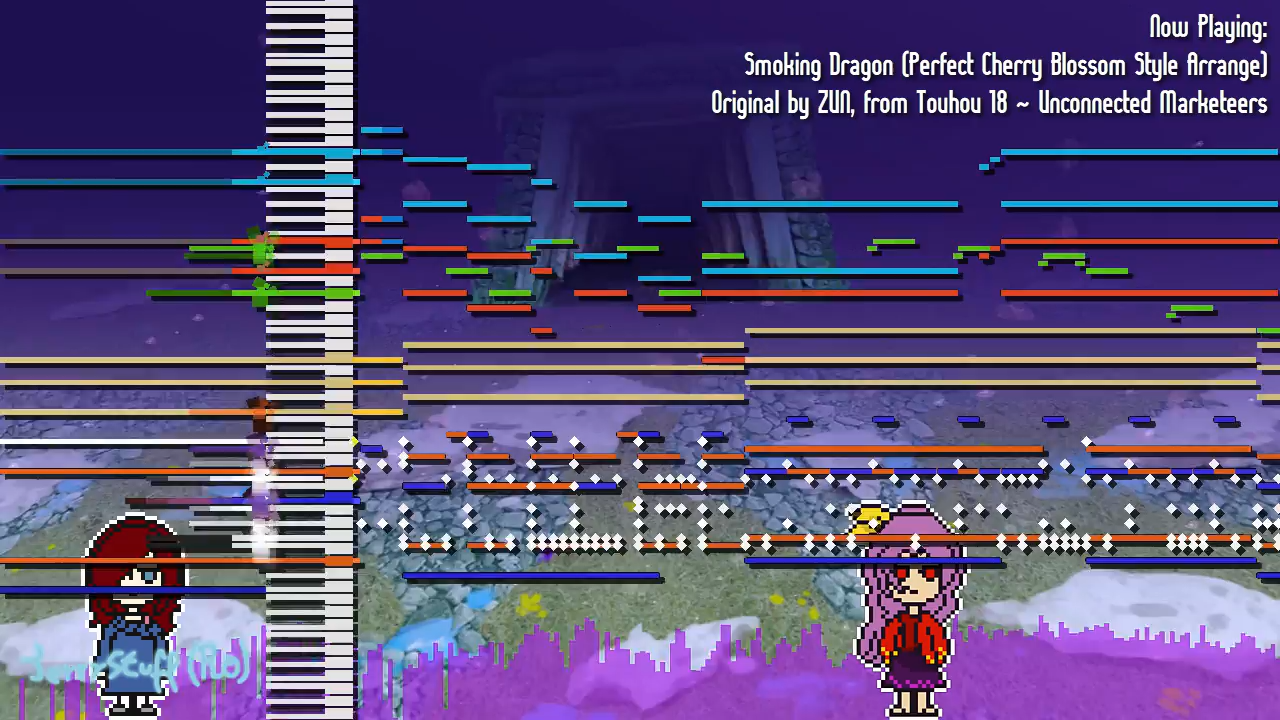 Now Playing:
Smoking Dragon (Perfect Cherry Blossom Style Arrange)
Original by ZUN, from Touhou 18 ~ Unconnected Marketeers